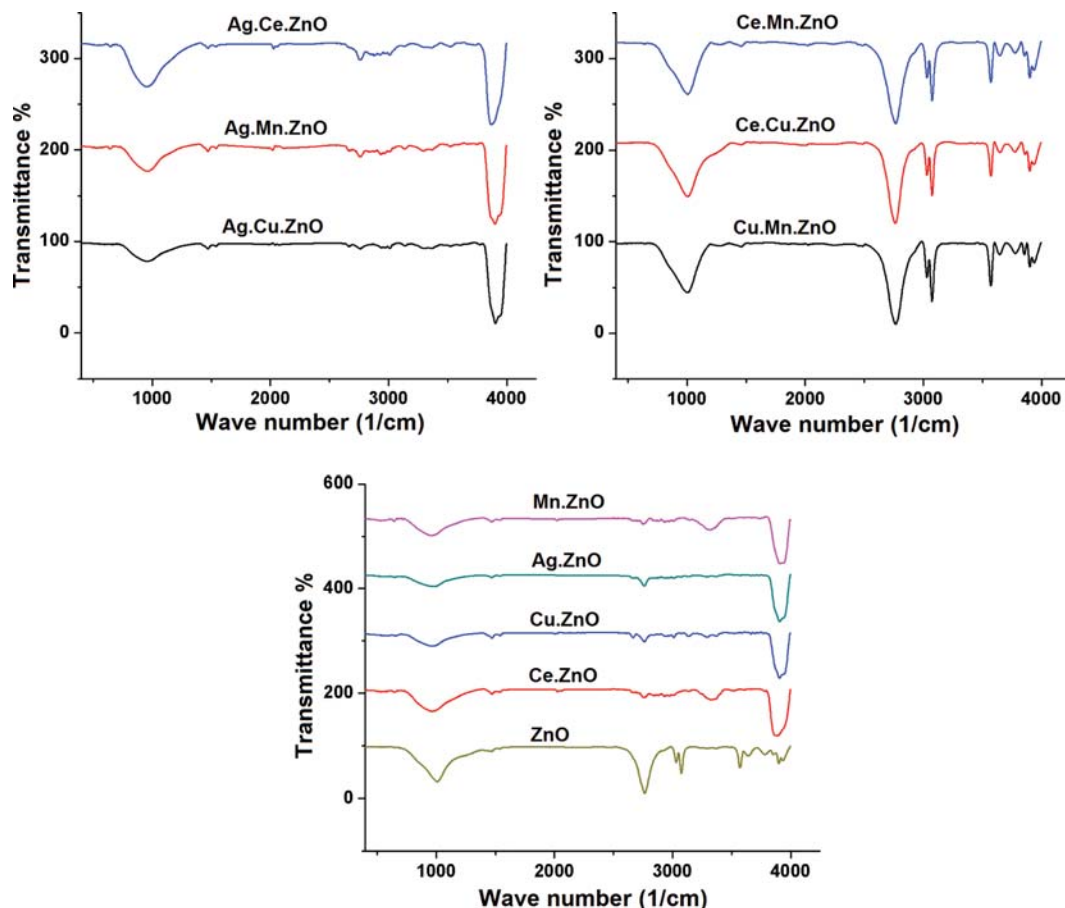 Ag.Ce.ZnO
300
Ag.Mn.ZnO
200
Ag.Cu.ZnO
100
0
Transmittance %
1000 2000 3000 4000
Wave number (1/cm)
Ce.Mn.ZnO
300
Ce.Cu.ZnO
200
Cu.Mn.ZnO
100
0
Transmittance %
1000 2000 3000 4000
Wave number (1/cm)
600
Mn.ZnO
Ag.ZnO
400
Cu.ZnO
Ce.ZnO
200
ZnO
0
Transmittance %
1000 2000 3000 4000
Wave number (1/cm)